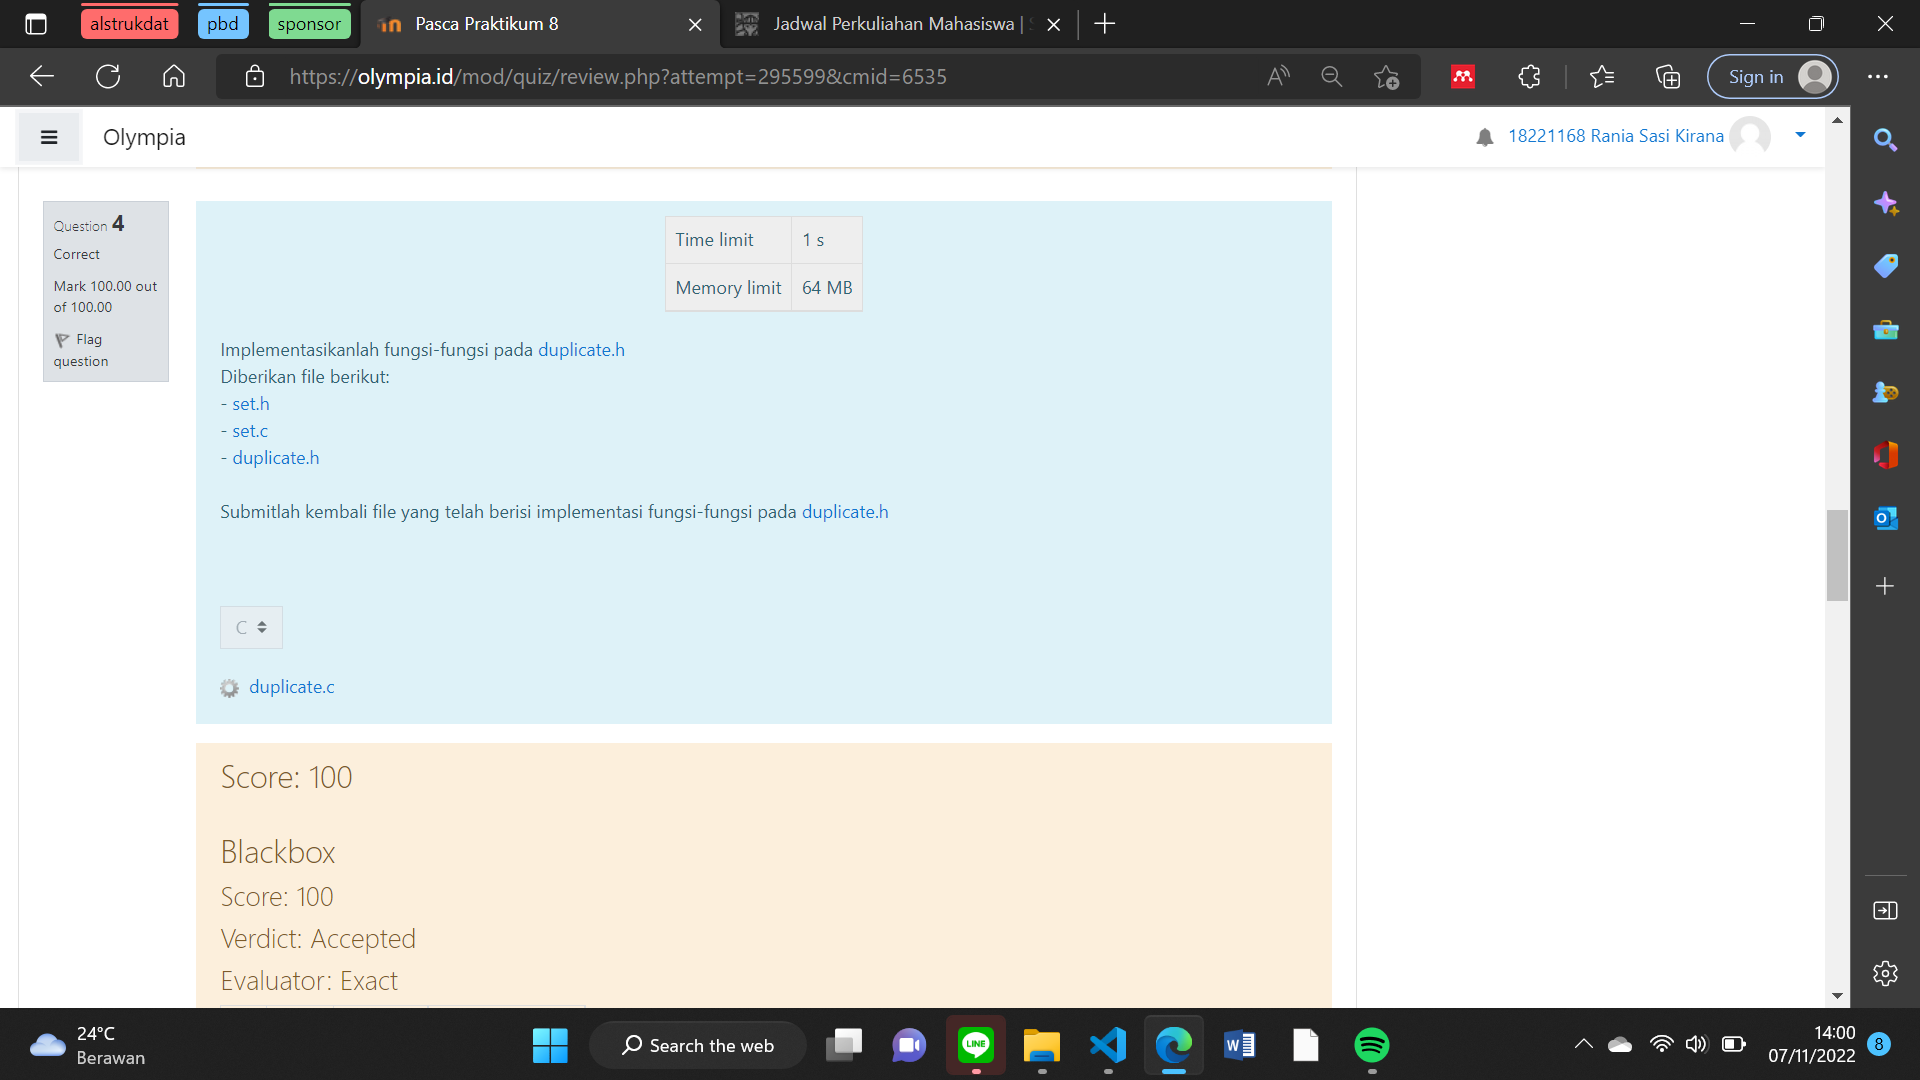 alstrukdat
pbd
sponsor
Pasca Praktikum 8
Jadwal Perkuliahan Mahasiswa |
https://olympia.id/mod/quiz/review.php?attempt=295599&cmid=6535
Sign in
Olympia
18221168 Rania Sasi Kirana
Question 4
Correct
Mark 100.00 out
of 100.00
Flag
question
Time limit 1 s
Memory limit 64 MB
Implementasikanlah fungsi-fungsi pada duplicate.h
Diberikan file berikut:
- set.h
- set.c
- duplicate.h
Submitlah kembali file yang telah berisi implementasi fungsi-fungsi pada duplicate.h
C
duplicate.c
Score: 100
Blackbox
Score: 100
Verdict: Accepted
Evaluator: Exact
24°C
Berawan
Search the web
LINE
14:00
07/11/2022
8